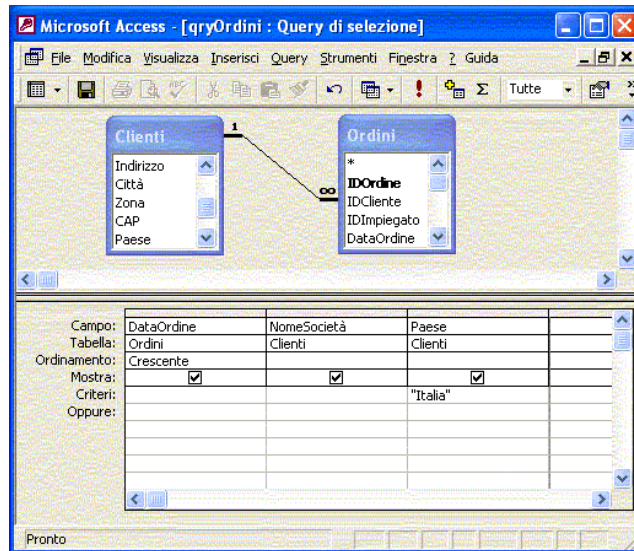 Microsoft Access - [qryOrdini : Query di selezione]
File Modifica Visualizza Inserisci Query Strumenti Finestra ? Guida
Tutte
Clienti
Indirizzo
Città
Zona
CAP
Paese
1
∞
Ordini
*
IDOrdine
IDCliente
IDImpiegato
DataOrdine
Campo: DataOrdine NomeSocietà Paese
Tabella: Ordini Clienti Clienti
Ordinamento: Crescente
Mostra:
Criteri: "Italia"
Oppure:
Pronto